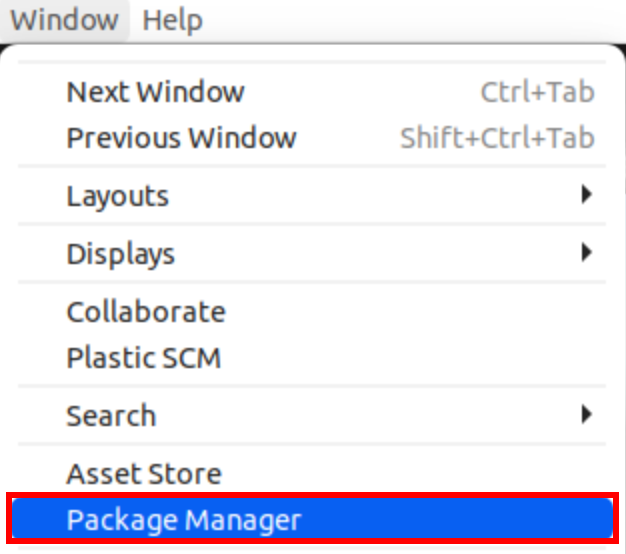 Window Help
Next Window Ctrl+Tab
Previous Window Shift+Ctrl+Tab
Layouts
Displays
Collaborate
Plastic SCM
Search
Asset Store
Package Manager